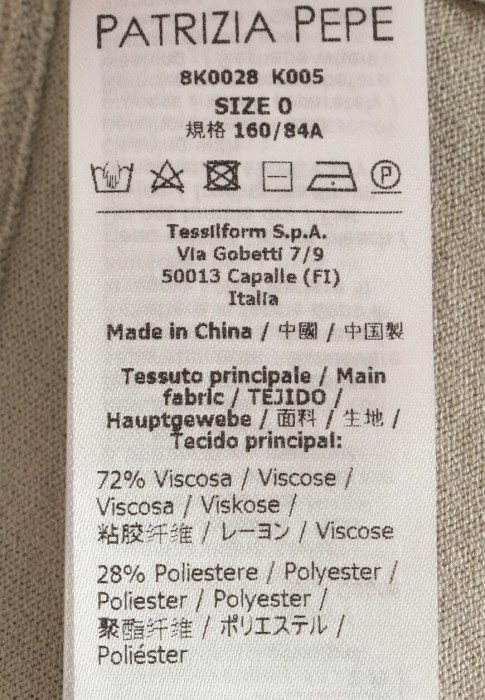 PATRIZIA PEPE
8K0028 K005
SIZE 0
規格 160/84A
P
Tessilform S.p.A.
Via Gobetti 7/9
50013 Capalle (FI)
Italia
Made in China / 中國 / 中国製
Tessuto principale / Main
fabric / TEJIDO /
Hauptgewebe / 面料 / 生地 /
Tecido principal:
72% Viscosa / Viscose /
Viscosa / Viskose /
粘胶纤维 / レーヨン / Viscose
28% Poliestere / Polyester /
Poliester / Polyester /
聚酯纤维 / ポリエステル /
Poliéster